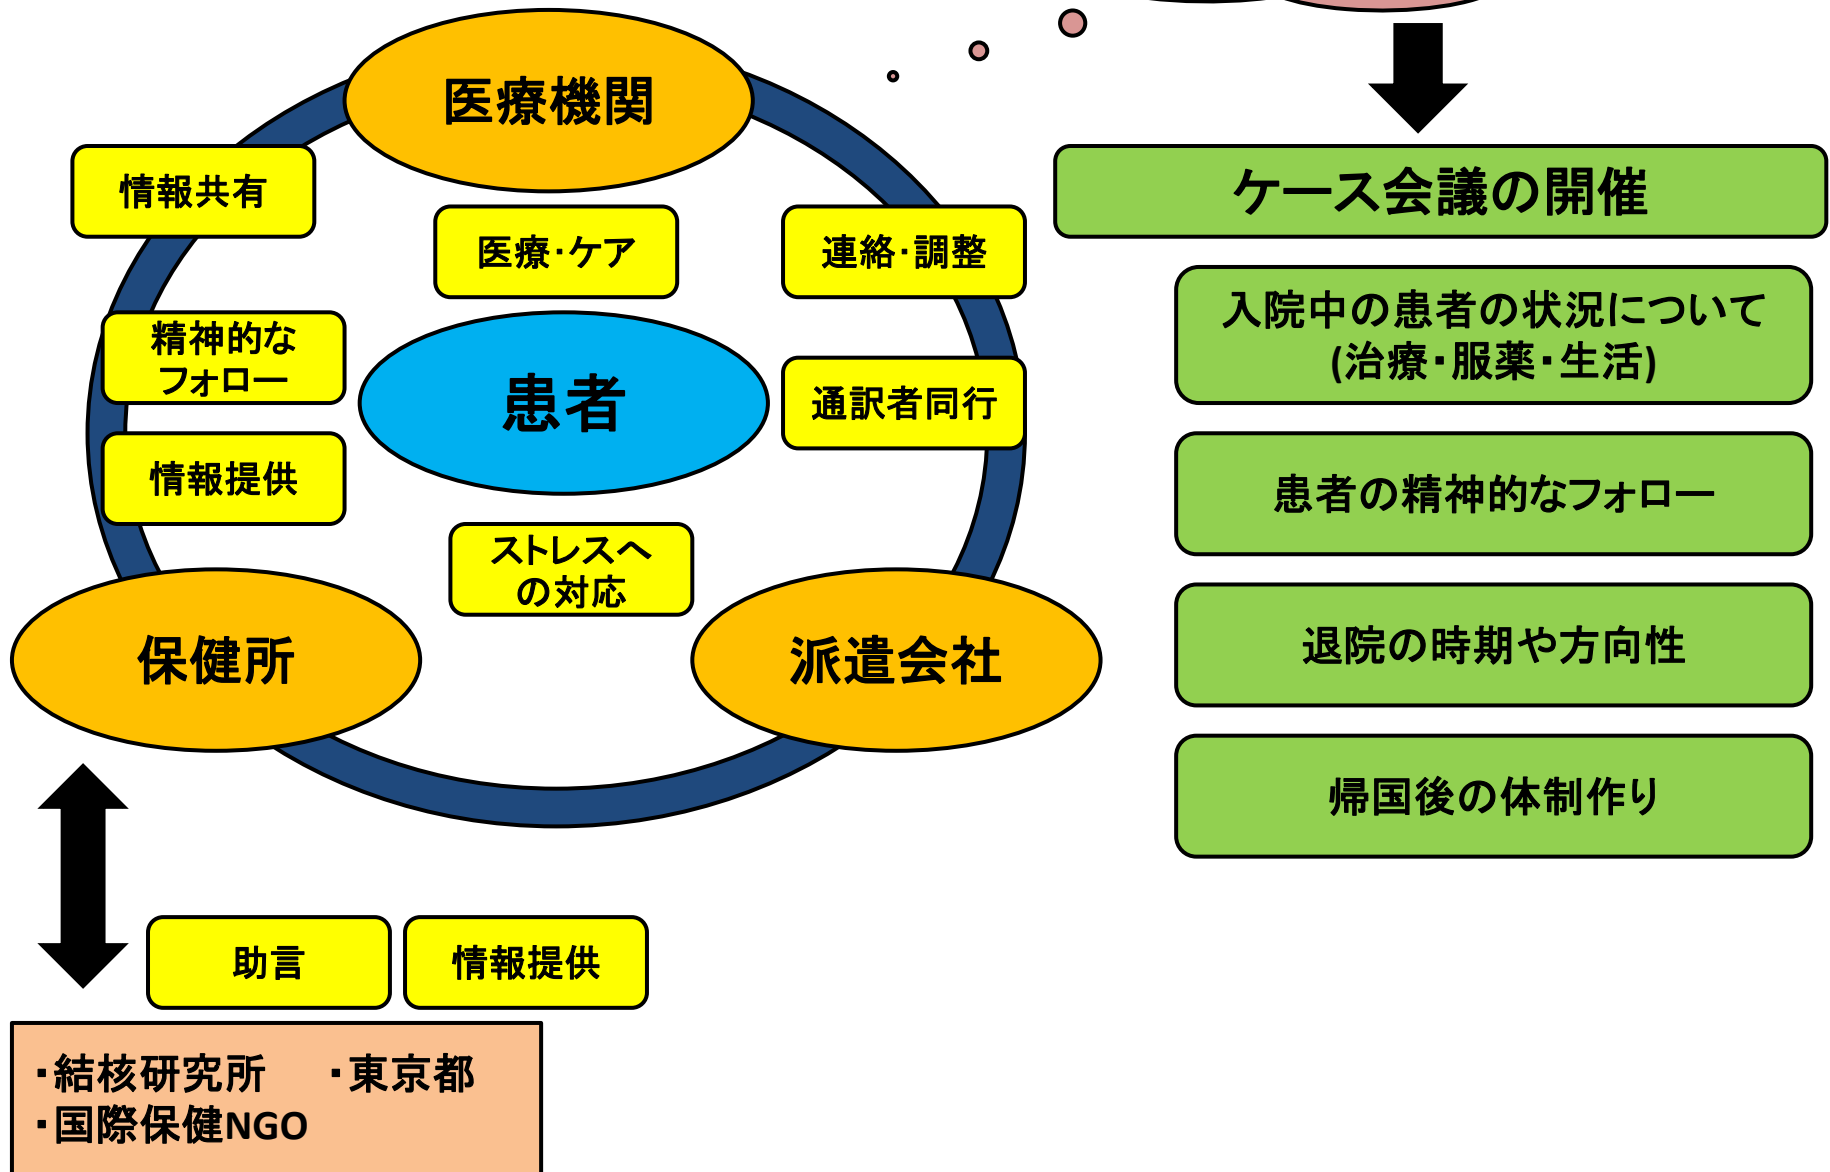 医療機関
情報共有
医療・ケア
連絡・調整
精神的な
フォロー
患者
通訳者同行
情報提供
ストレスへ
の対応
保健所
派遣会社
助言
情報提供
・結核研究所　・東京都
・国際保健NGO
ケース会議の開催
入院中の患者の状況について
(治療・服薬・生活)
患者の精神的なフォロー
退院の時期や方向性
帰国後の体制作り